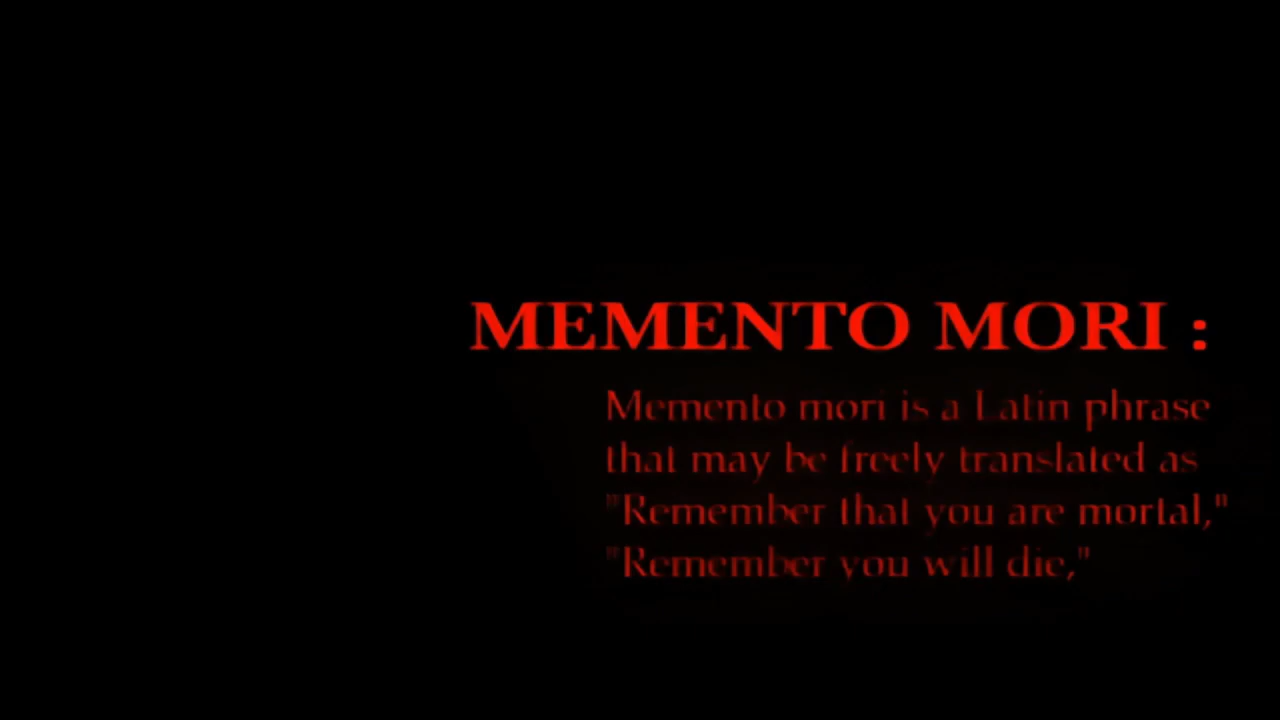 MEMENTO MORI :
Memento mori is a Latin phrase
that may be freely translated as
"Remember that you are mortal,"
"Remember you will die,"